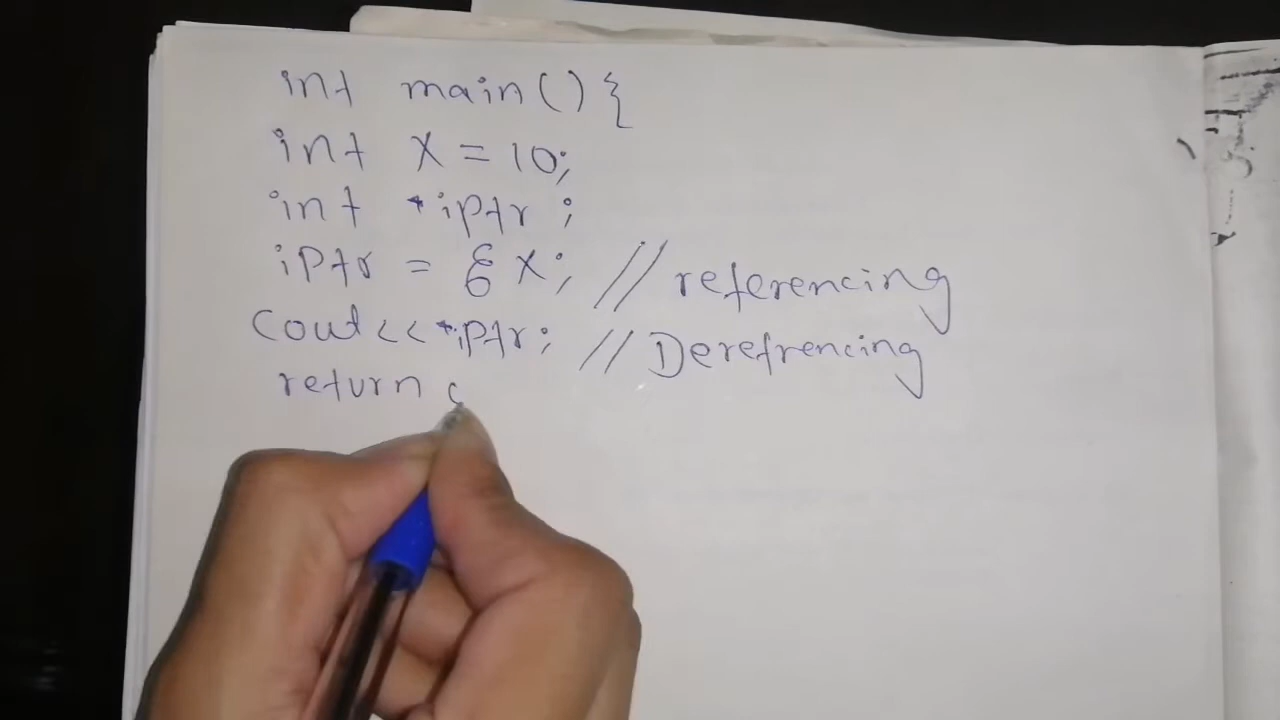 int main(){
int x = 10;
int *iptr ;
iptr = &x; // referencing
cout<<*iptr; // Derefrencing
return